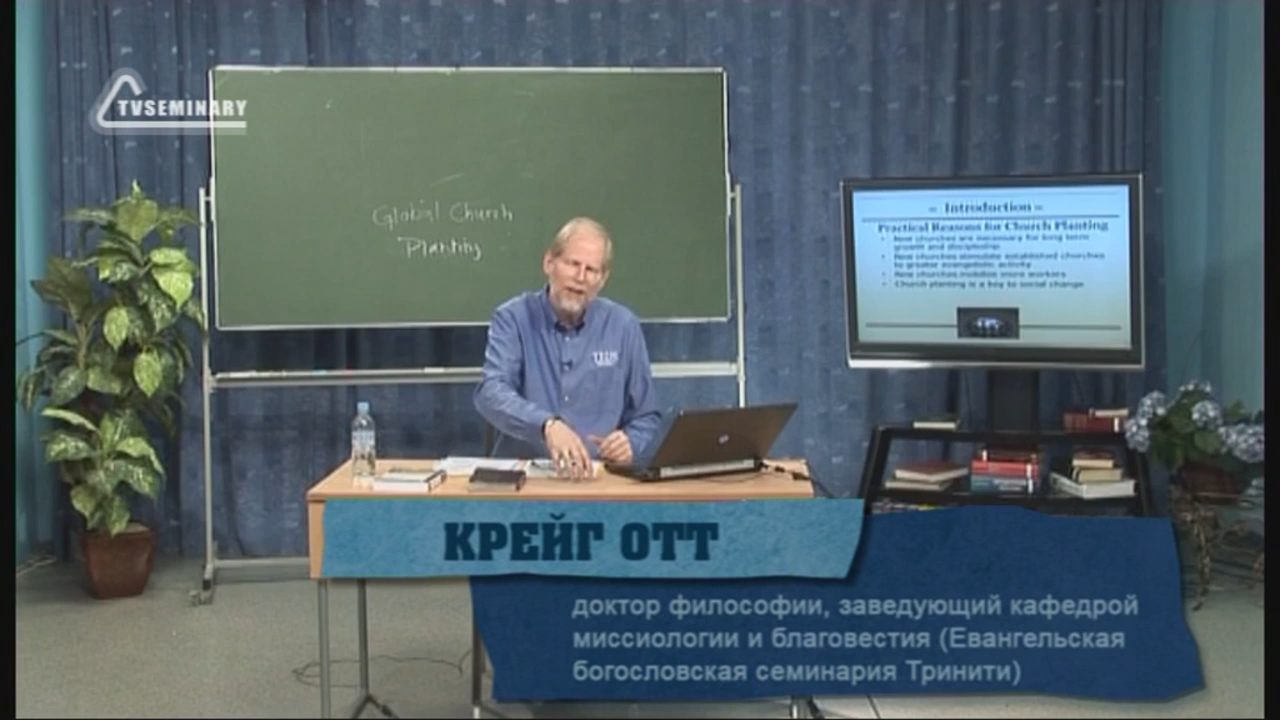 TVSEMINARY
Global Church
Planting
Introduction
Practical Reasons for Church Planting
New churches are necessary for long term
growth and discipleship
New churches stimulate established churches
to greater evangelistic activity
New churches mobilize more workers
Church planting is a key to social change
КРЕЙГ ОТТ
доктор философии, заведующий кафедрой
миссиологии и благовестия (Евангельская
богословская семинария Тринити)